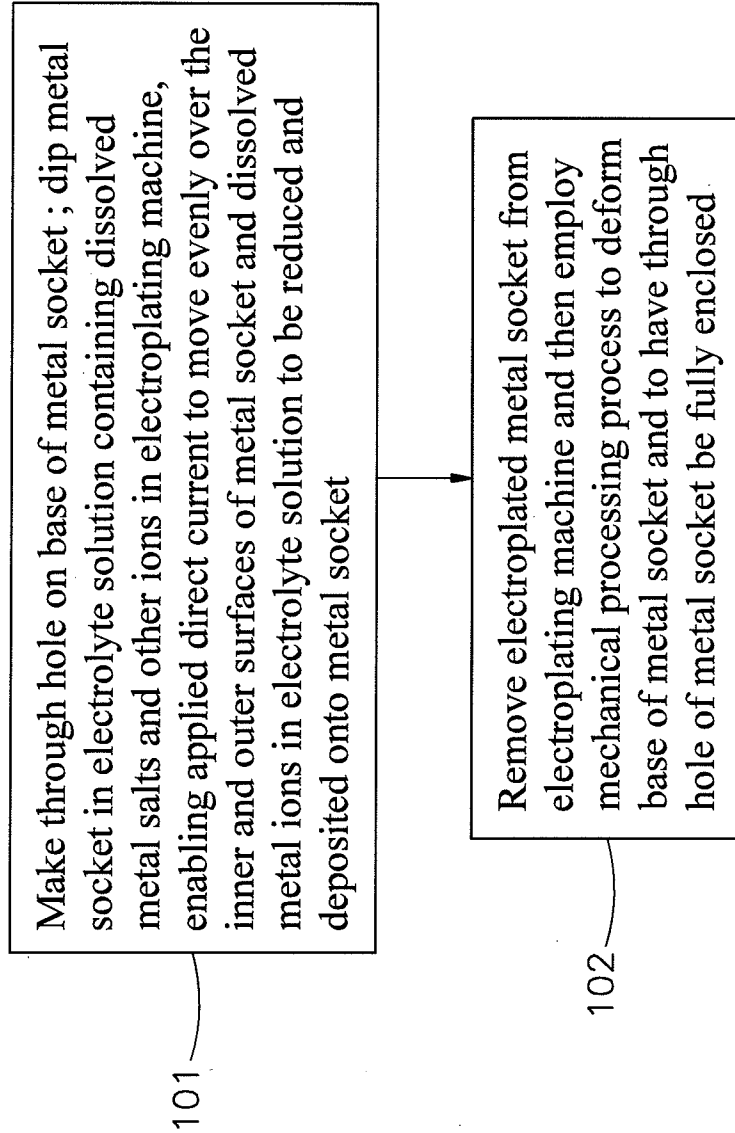 Make through hole on base of metal socket ; dip metal
socket in electrolyte solution containing dissolved
metal salts and other ions in electroplating machine,
enabling applied direct current to move evenly over the
inner and outer surfaces of metal socket and dissolved
metal ions in electrolyte solution to be reduced and
deposited onto metal socket
101
Remove electroplated metal socket from
electroplating machine and then employ
mechanical processing process to deform
base of metal socket and to have through
hole of metal socket be fully enclosed
102